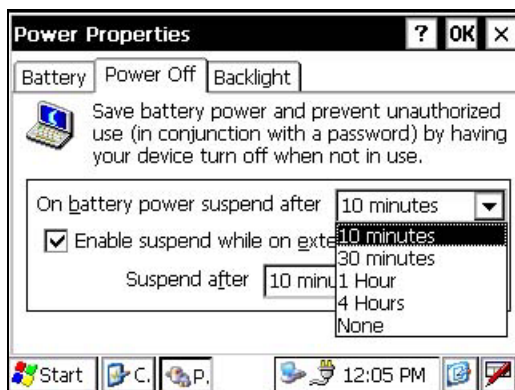 Power Properties ? OK ×
Battery Power Off Backlight
Save battery power and prevent unauthorized
use (in conjunction with a password) by having
your device turn off when not in use.
On battery power suspend after 10 minutes
10 minutes
Enable suspend while on
30 minutes
1 Hour
Suspend after 10
4 Hours
None
Start C. P. 12:05 PM